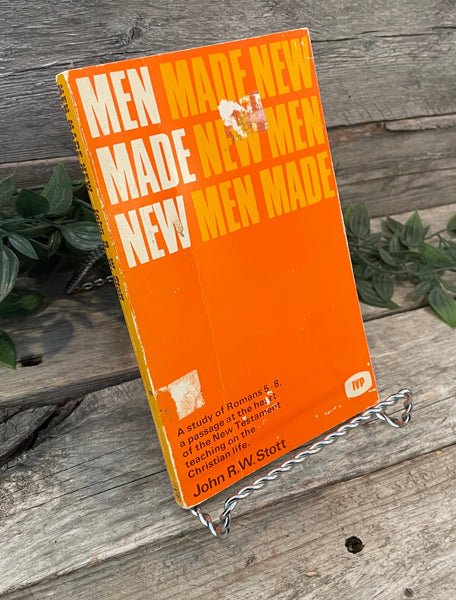 MEN MADE NEW
MADE NEW MEN
NEW MEN MADE
IVP
A study of Romans 5-8,
a passage at the heart
of the New Testament
teaching on the
Christian life.
John R.W. Stott